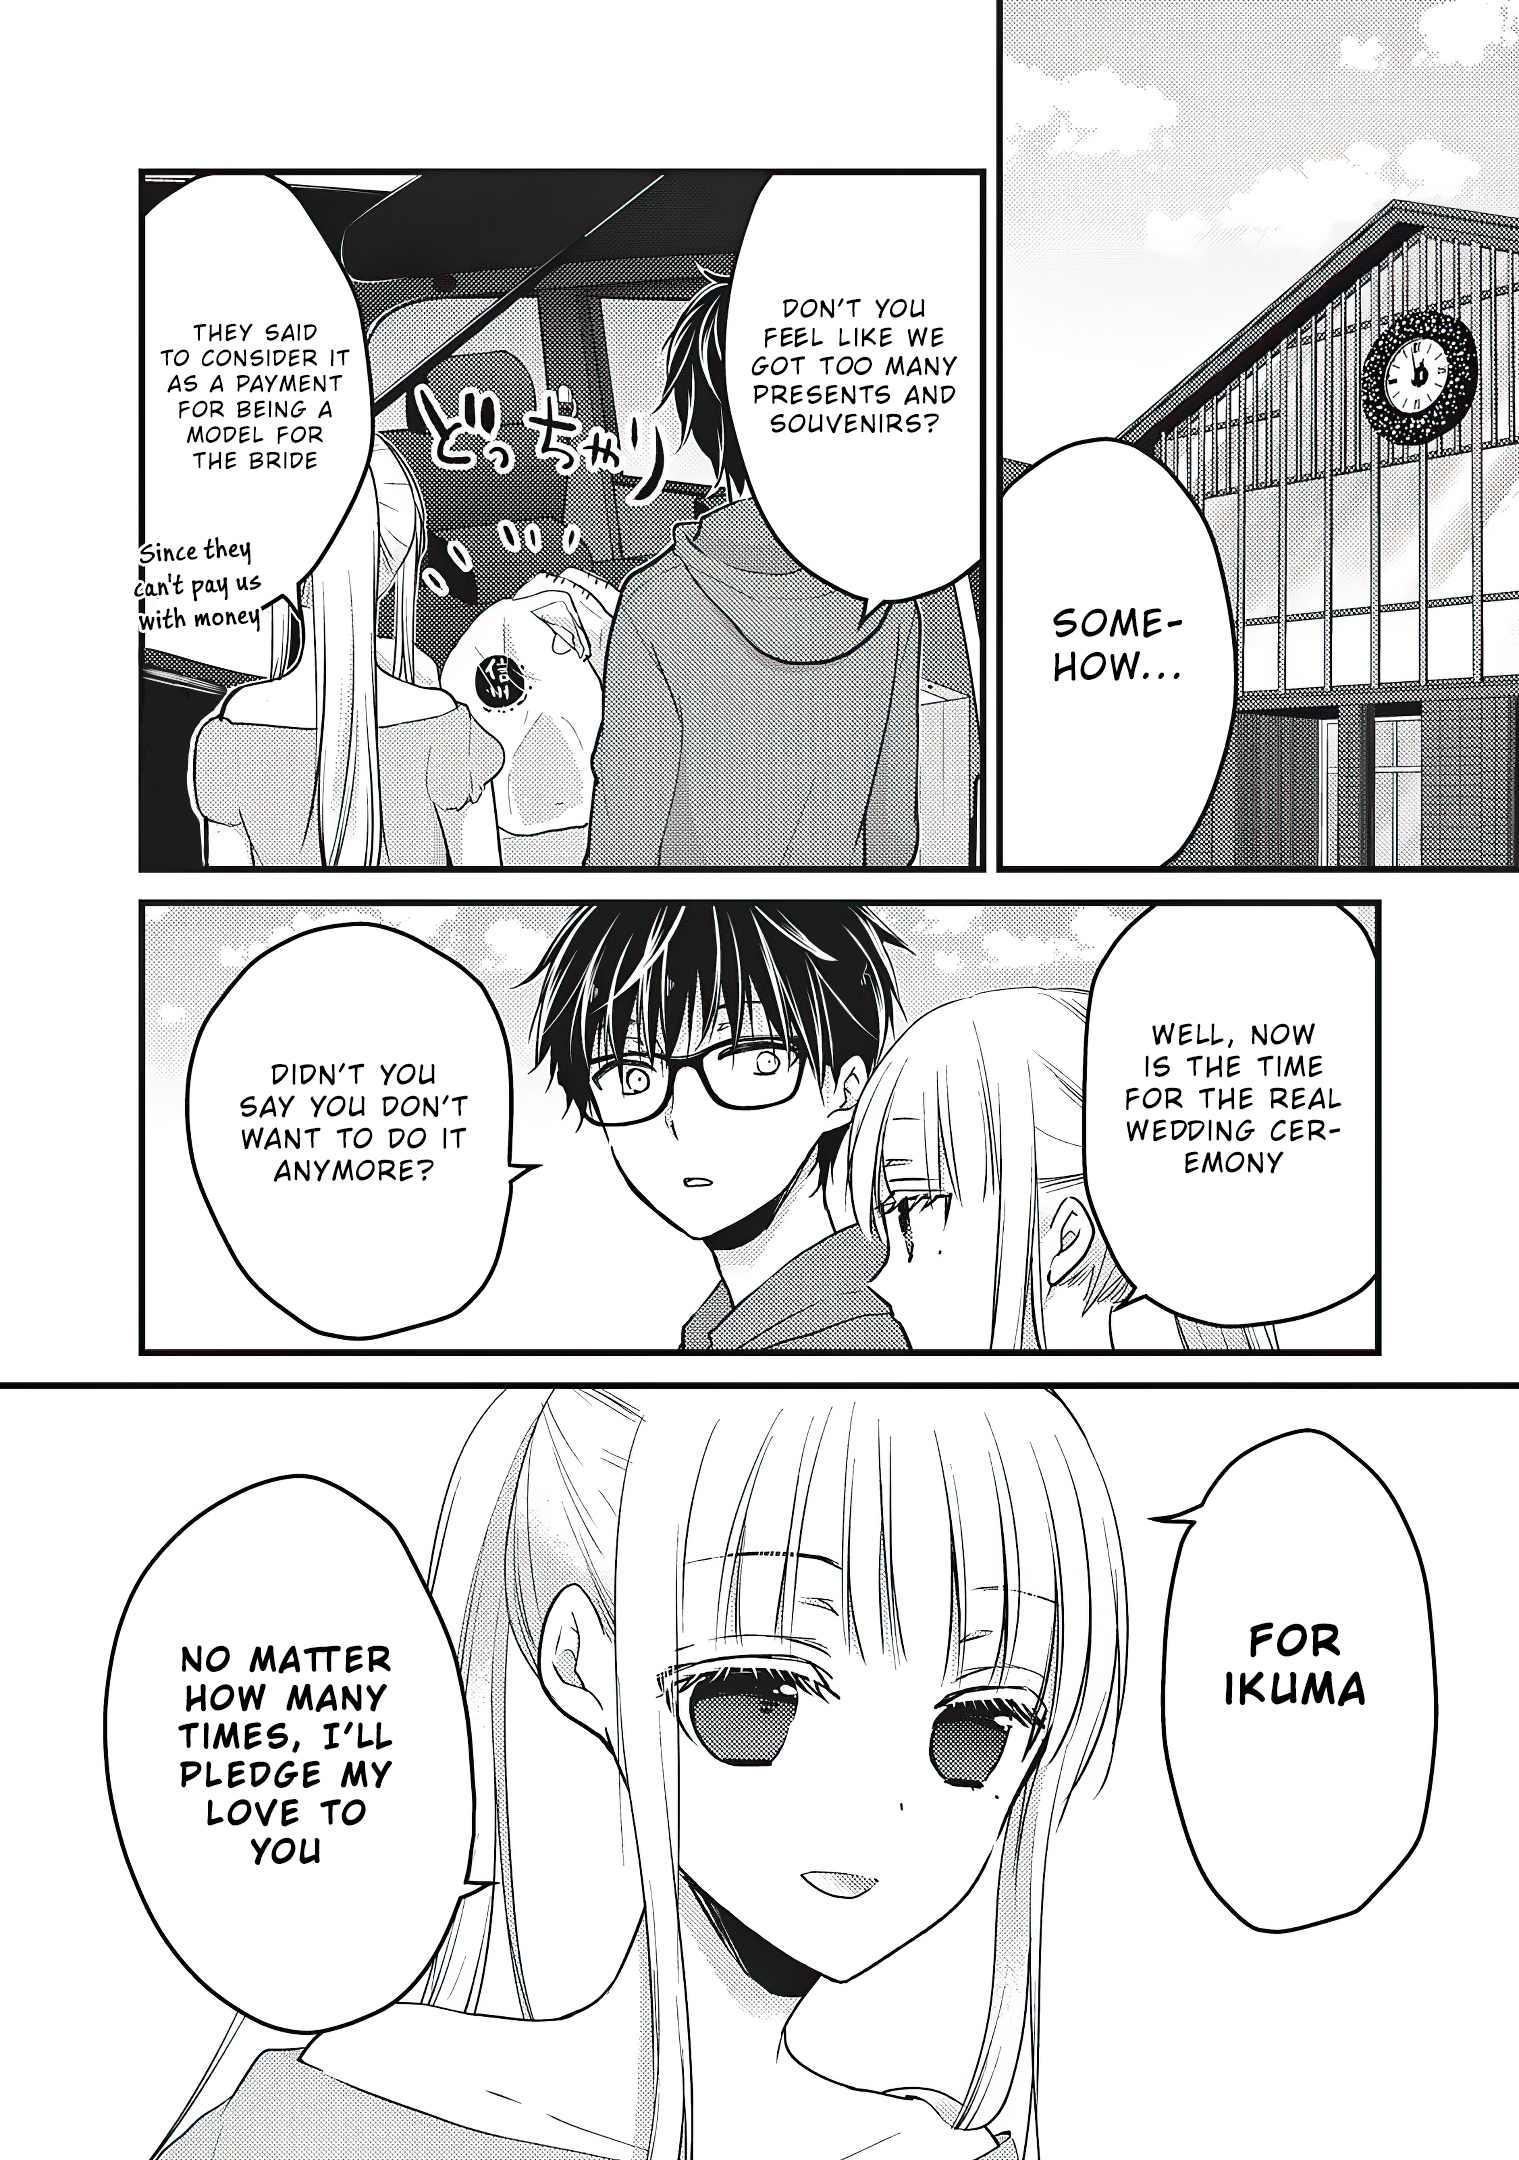 SOME-
HOW...
DON'T YOU
FEEL LIKE WE
GOT TOO MANY
PRESENTS AND
SOUVENIRS?
どっちゃり
信州
THEY SAID
TO CONSIDER IT
AS A PAYMENT
FOR BEING A
MODEL FOR
THE BRIDE
Since they
can't pay us
with money
WELL, NOW
IS THE TIME
FOR THE REAL
WEDDING CER-
EMONY
DIDN'T YOU
SAY YOU DON'T
WANT TO DO IT
ANYMORE?
FOR
IKUMA
NO MATTER
HOW MANY
TIMES, I'LL
PLEDGE MY
LOVE TO
YOU